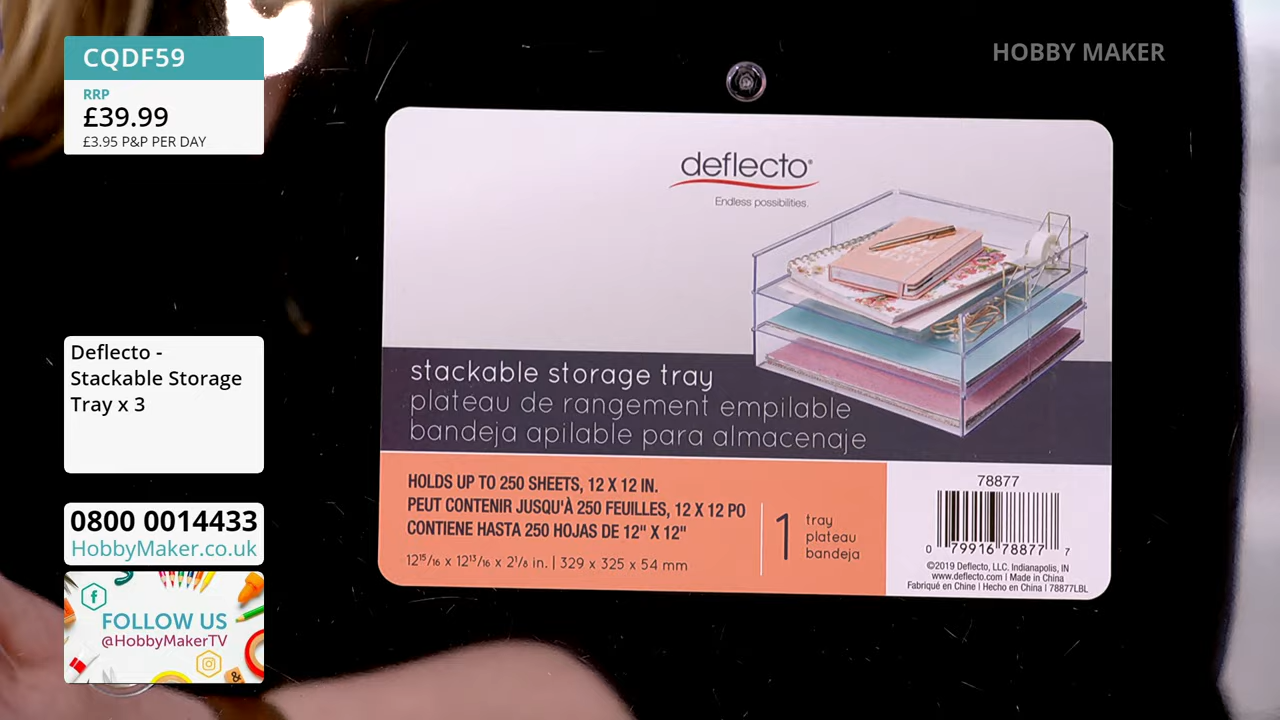 CQDF59
RRP
£39.99
£3.95 P&P PER DAY
Deflecto -
Stackable Storage
Tray x 3
0800 0014433
HobbyMaker.co.uk
FOLLOW US
@HobbyMakerTV
&
HOBBY MAKER
deflecto®
Endless possibilities.
stackable storage tray
plateau de rangement empilable
bandeja apilable para almacenaje
HOLDS UP TO 250 SHEETS, 12 X 12 IN.
PEUT CONTENIR JUSQU'À 250 FEUILLES, 12 X 12 PO
CONTIENE HASTA 250 HOJAS DE 12" X 12"
12¹⁵/₁₆ x 12¹³/₁₆ x 2¹/₈ in. | 329 x 325 x 54 mm
1 tray
plateau
bandeja
78877
0 79916 78877 7
©2019 Deflecto, LLC. Indianapolis, IN
www.deflecto.com | Made in China
Fabriqué en Chine | Hecho en China | 78877LBL